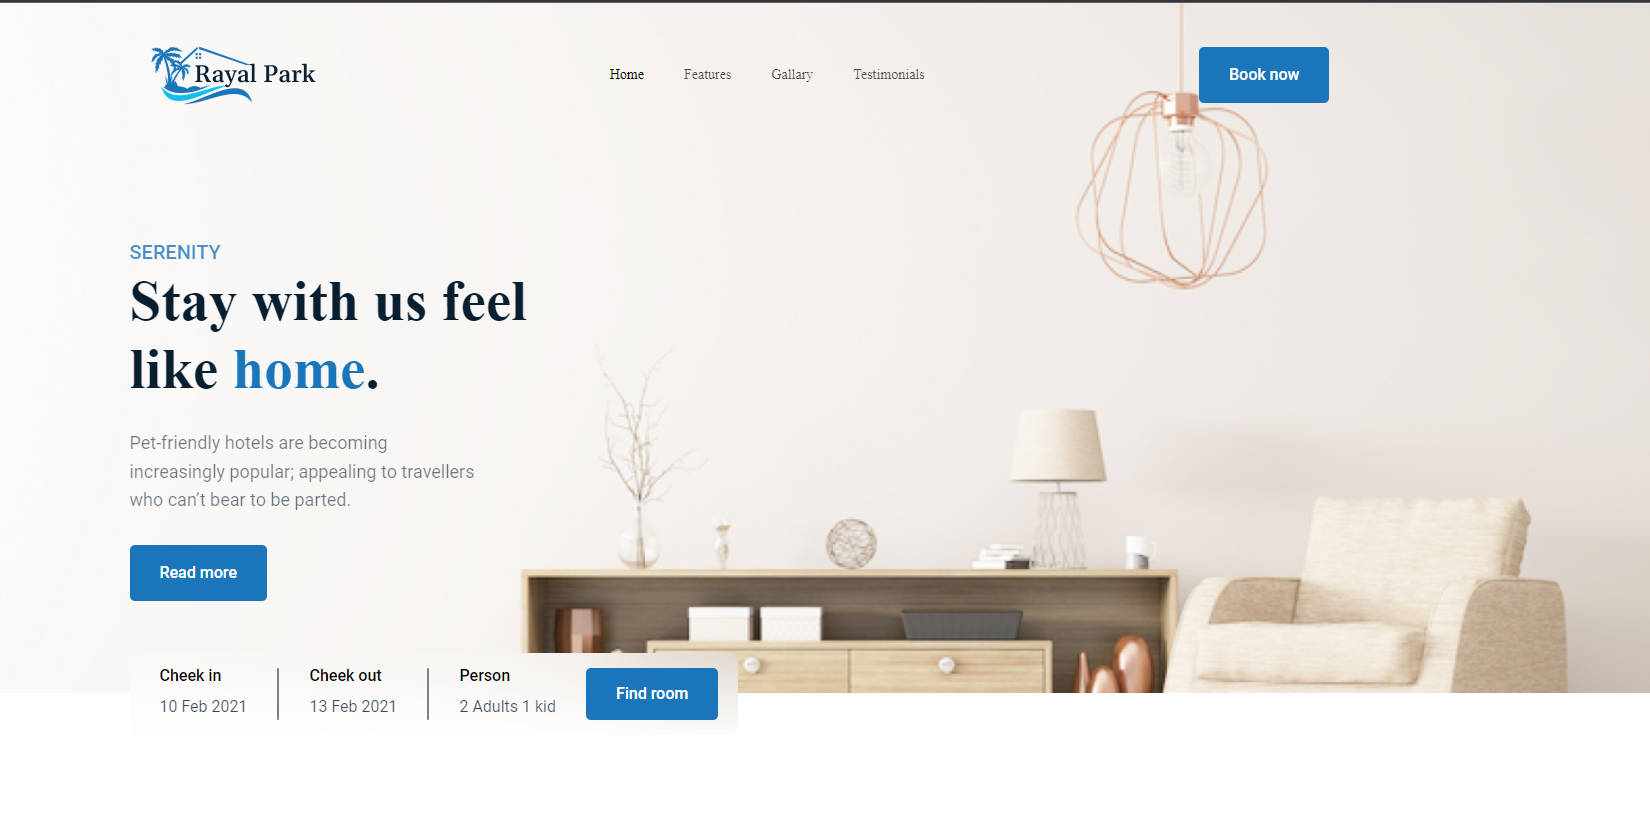 Rayal Park
Home
Features
Gallary
Testimonials
Book now
SERENITY
Stay with us feel
like home.
Pet-friendly hotels are becoming
increasingly popular; appealing to travellers
who can’t bear to be parted.
Read more
Cheek in
10 Feb 2021
Cheek out
13 Feb 2021
Person
2 Adults 1 kid
Find room